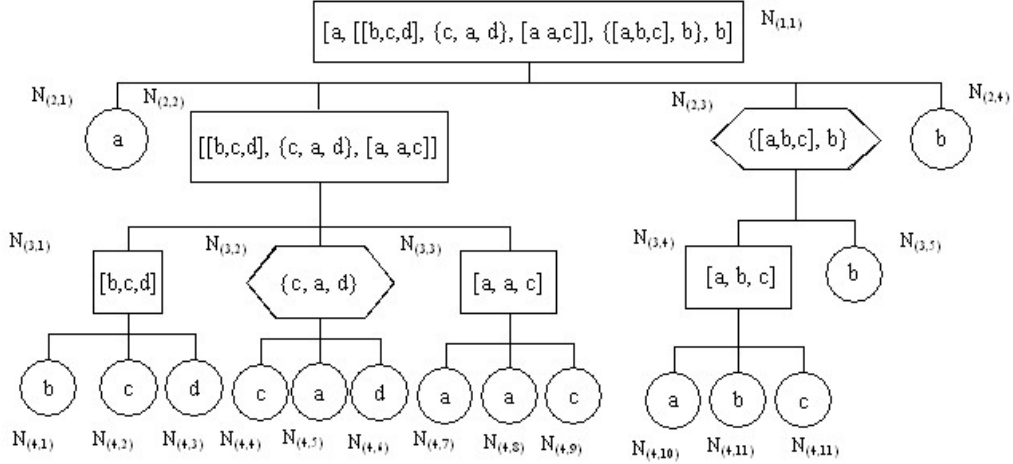 [a, [[b,c,d], {c, a, d}, [a a,c]], {[a,b,c], b}, b]
N(1,1)
N(2,1)
N(2,2)
N(2,3)
N(2,4)
a
[[b,c,d], {c, a, d}, [a, a,c]]
{[a,b,c], b}
b
N(3,1)
N(3,2)
N(3,3)
N(3,4)
N(3,5)
[b,c,d]
{c, a, d}
[a, a, c]
[a, b, c]
b
b
c
d
c
a
d
a
a
c
a
b
c
N(4,1)
N(4,2)
N(4,3)
N(4,4)
N(4,5)
N(4,6)
N(4,7)
N(4,8)
N(4,9)
N(4,10)
N(4,11)
N(4,11)